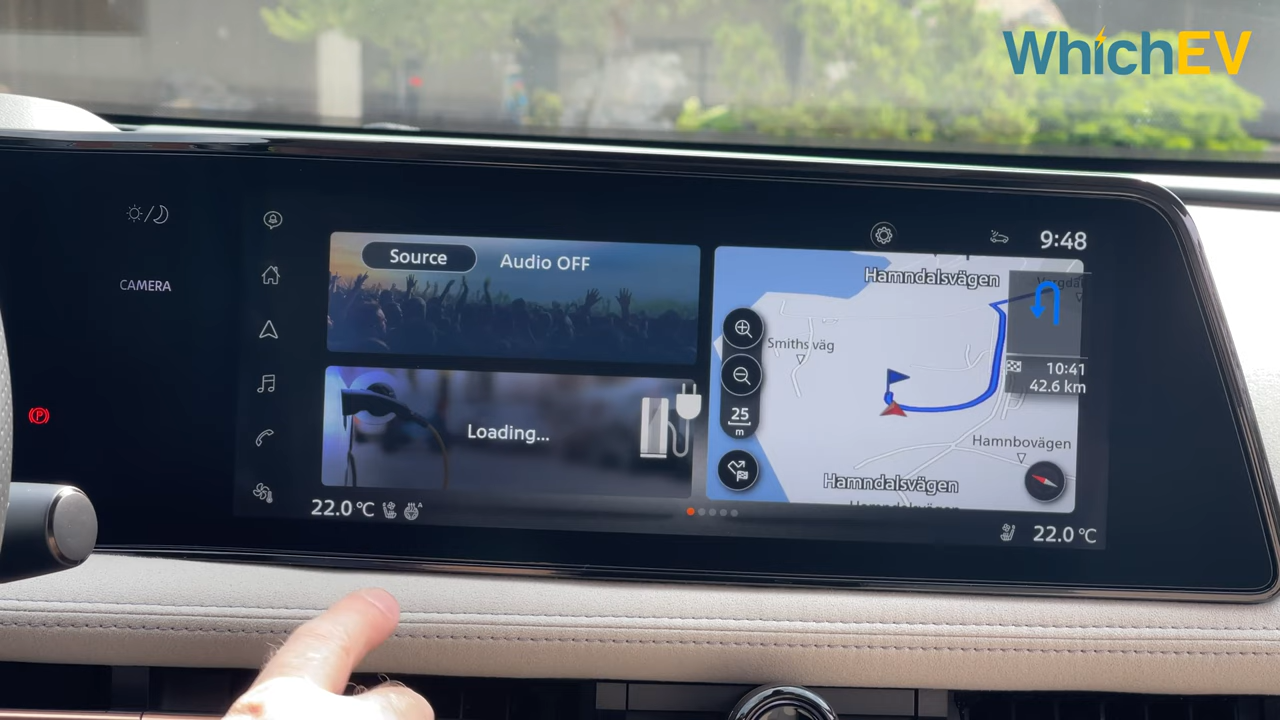 WhichEV
CAMERA
Source
Audio OFF
9:48
Hamndalsvägen
Smiths väg
10:41
42.6 km
25
m
Loading...
Hamnbovägen
Hamndalsvägen
22.0 °C
A
22.0 °C
P